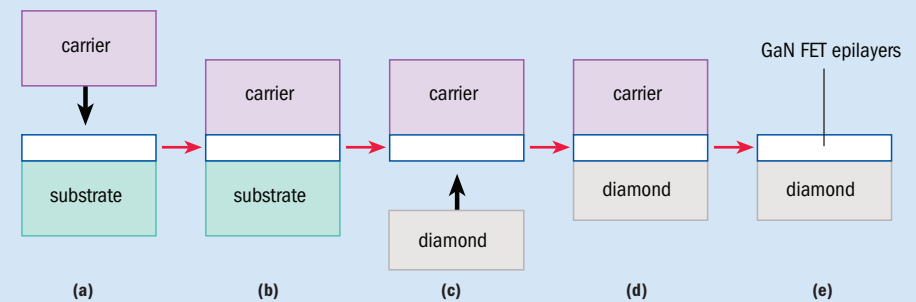 carrier
substrate
(a)
carrier
substrate
(b)
carrier
diamond
(c)
carrier
diamond
(d)
GaN FET epilayers
diamond
(e)